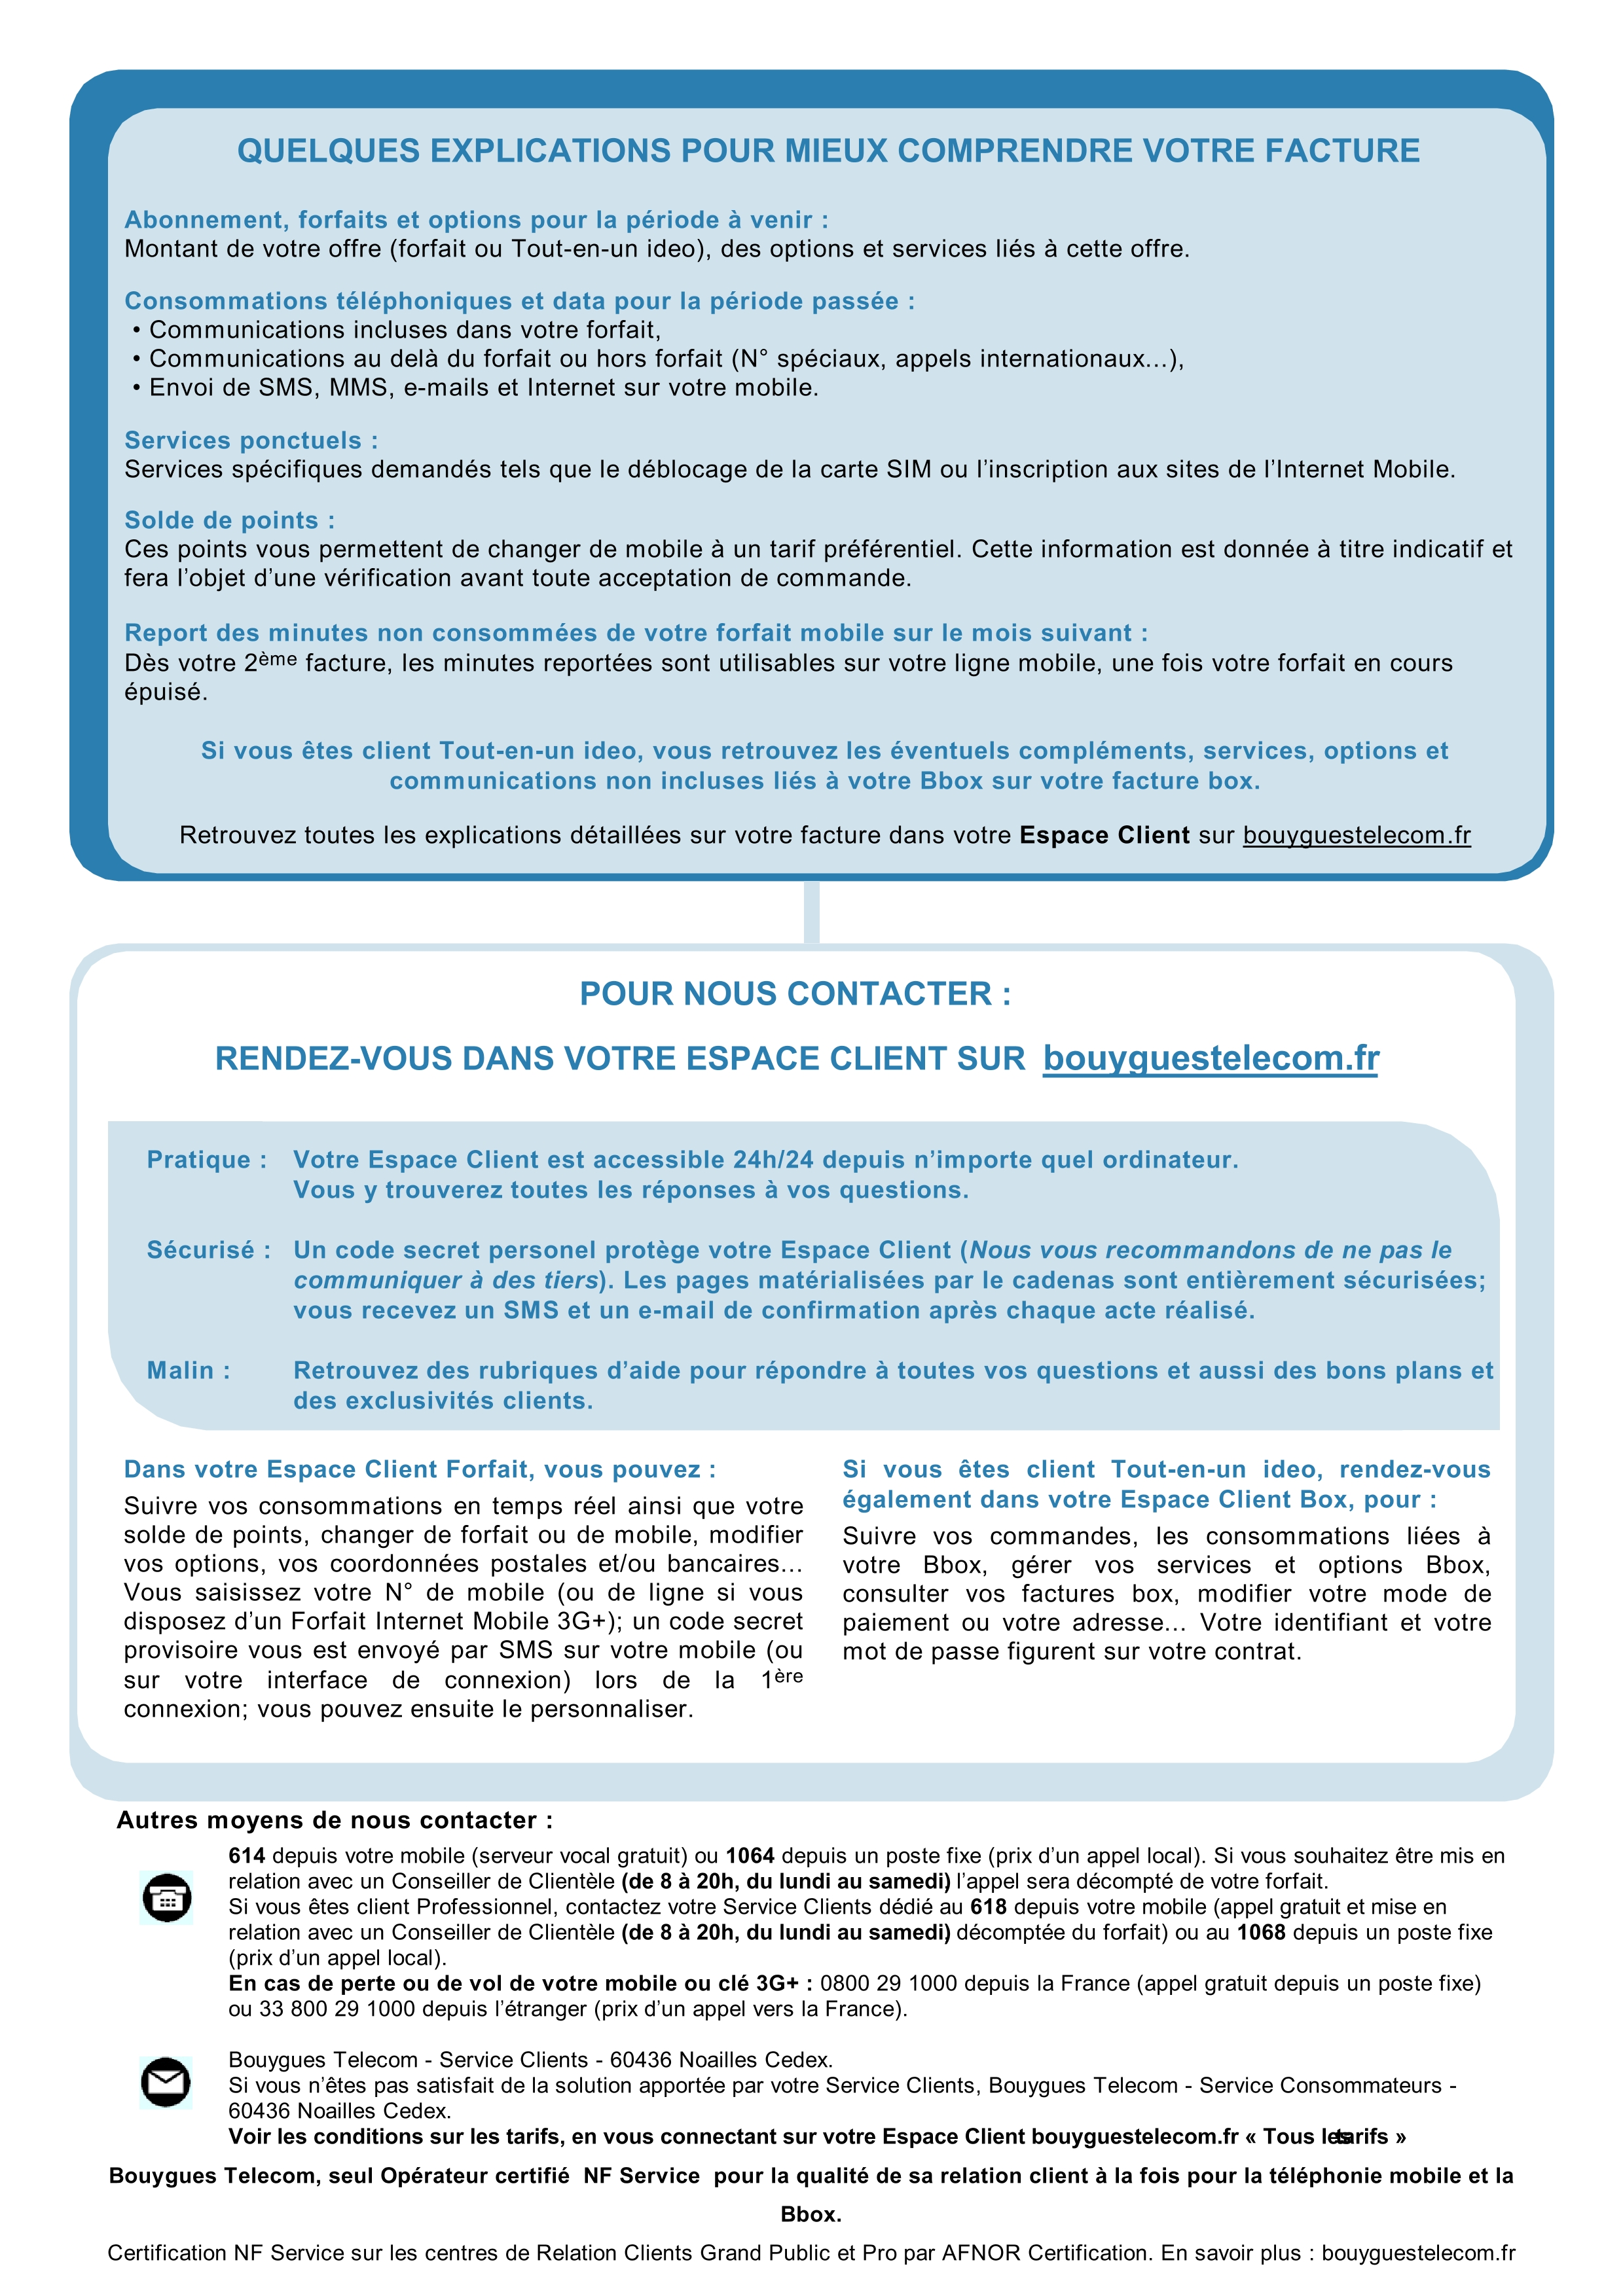 QUELQUES EXPLICATIONS POUR MIEUX COMPRENDRE VOTRE FACTURE
Abonnement, forfaits et options pour la période à venir :
Montant de votre offre (forfait ou Tout-en-un ideo), des options et services liés à cette offre.
Consommations téléphoniques et data pour la période passée :
• Communications incluses dans votre forfait,
• Communications au delà du forfait ou hors forfait (N° spéciaux, appels internationaux...),
• Envoi de SMS, MMS, e-mails et Internet sur votre mobile.
Services ponctuels :
Services spécifiques demandés tels que le déblocage de la carte SIM ou l’inscription aux sites de l’Internet Mobile.
Solde de points :
Ces points vous permettent de changer de mobile à un tarif préférentiel. Cette information est donnée à titre indicatif et
fera l’objet d’une vérification avant toute acceptation de commande.
Report des minutes non consommées de votre forfait mobile sur le mois suivant :
Dès votre 2ème facture, les minutes reportées sont utilisables sur votre ligne mobile, une fois votre forfait en cours
épuisé.
Si vous êtes client Tout-en-un ideo, vous retrouvez les éventuels compléments, services, options et
communications non incluses liés à votre Bbox sur votre facture box.
Retrouvez toutes les explications détaillées sur votre facture dans votre Espace Client sur bouyguestelecom.fr
POUR NOUS CONTACTER :
RENDEZ-VOUS DANS VOTRE ESPACE CLIENT SUR bouyguestelecom.fr
Pratique : Votre Espace Client est accessible 24h/24 depuis n’importe quel ordinateur.
Vous y trouverez toutes les réponses à vos questions.
Sécurisé : Un code secret personel protège votre Espace Client (Nous vous recommandons de ne pas le
communiquer à des tiers). Les pages matérialisées par le cadenas sont entièrement sécurisées;
vous recevez un SMS et un e-mail de confirmation après chaque acte réalisé.
Malin : Retrouvez des rubriques d’aide pour répondre à toutes vos questions et aussi des bons plans et
des exclusivités clients.
Dans votre Espace Client Forfait, vous pouvez :
Suivre vos consommations en temps réel ainsi que votre
solde de points, changer de forfait ou de mobile, modifier
vos options, vos coordonnées postales et/ou bancaires...
Vous saisissez votre N° de mobile (ou de ligne si vous
disposez d’un Forfait Internet Mobile 3G+); un code secret
provisoire vous est envoyé par SMS sur votre mobile (ou
sur votre interface de connexion) lors de la 1ère
connexion; vous pouvez ensuite le personnaliser.
Si vous êtes client Tout-en-un ideo, rendez-vous
également dans votre Espace Client Box, pour :
Suivre vos commandes, les consommations liées à
votre Bbox, gérer vos services et options Bbox,
consulter vos factures box, modifier votre mode de
paiement ou votre adresse... Votre identifiant et votre
mot de passe figurent sur votre contrat.
Autres moyens de nous contacter :
614 depuis votre mobile (serveur vocal gratuit) ou 1064 depuis un poste fixe (prix d’un appel local). Si vous souhaitez être mis en
relation avec un Conseiller de Clientèle (de 8 à 20h, du lundi au samedi) l’appel sera décompté de votre forfait.
Si vous êtes client Professionnel, contactez votre Service Clients dédié au 618 depuis votre mobile (appel gratuit et mise en
relation avec un Conseiller de Clientèle (de 8 à 20h, du lundi au samedi) décomptée du forfait) ou au 1068 depuis un poste fixe
(prix d’un appel local).
En cas de perte ou de vol de votre mobile ou clé 3G+ : 0800 29 1000 depuis la France (appel gratuit depuis un poste fixe)
ou 33 800 29 1000 depuis l’étranger (prix d’un appel vers la France).
Bouygues Telecom - Service Clients - 60436 Noailles Cedex.
Si vous n’êtes pas satisfait de la solution apportée par votre Service Clients, Bouygues Telecom - Service Consommateurs -
60436 Noailles Cedex.
Voir les conditions sur les tarifs, en vous connectant sur votre Espace Client bouyguestelecom.fr « Tous les tarifs »
Bouygues Telecom, seul Opérateur certifié NF Service pour la qualité de sa relation client à la fois pour la téléphonie mobile et la
Bbox.
Certification NF Service sur les centres de Relation Clients Grand Public et Pro par AFNOR Certification. En savoir plus : bouyguestelecom.fr